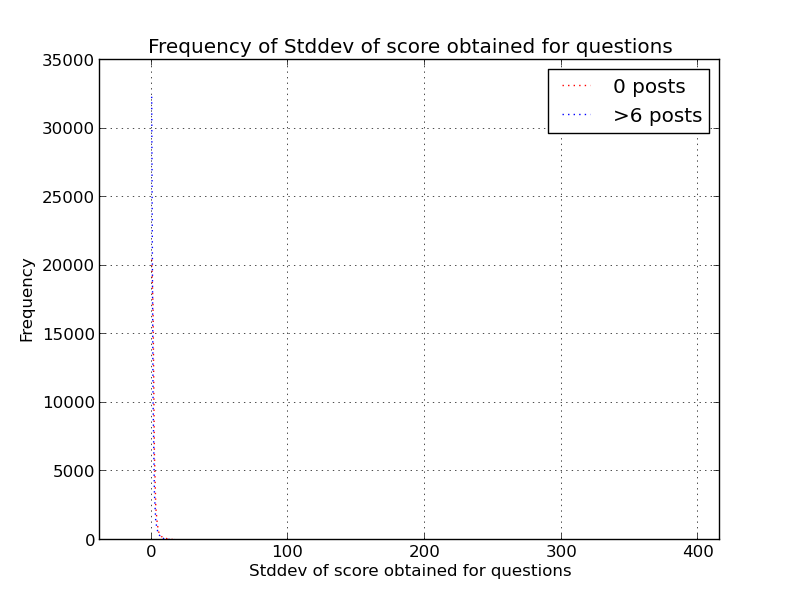 Frequency of Stddev of score obtained for questions
35000
30000
25000
20000
15000
10000
5000
0
Frequency
0 posts
>6 posts
0 100 200 300 400
Stddev of score obtained for questions